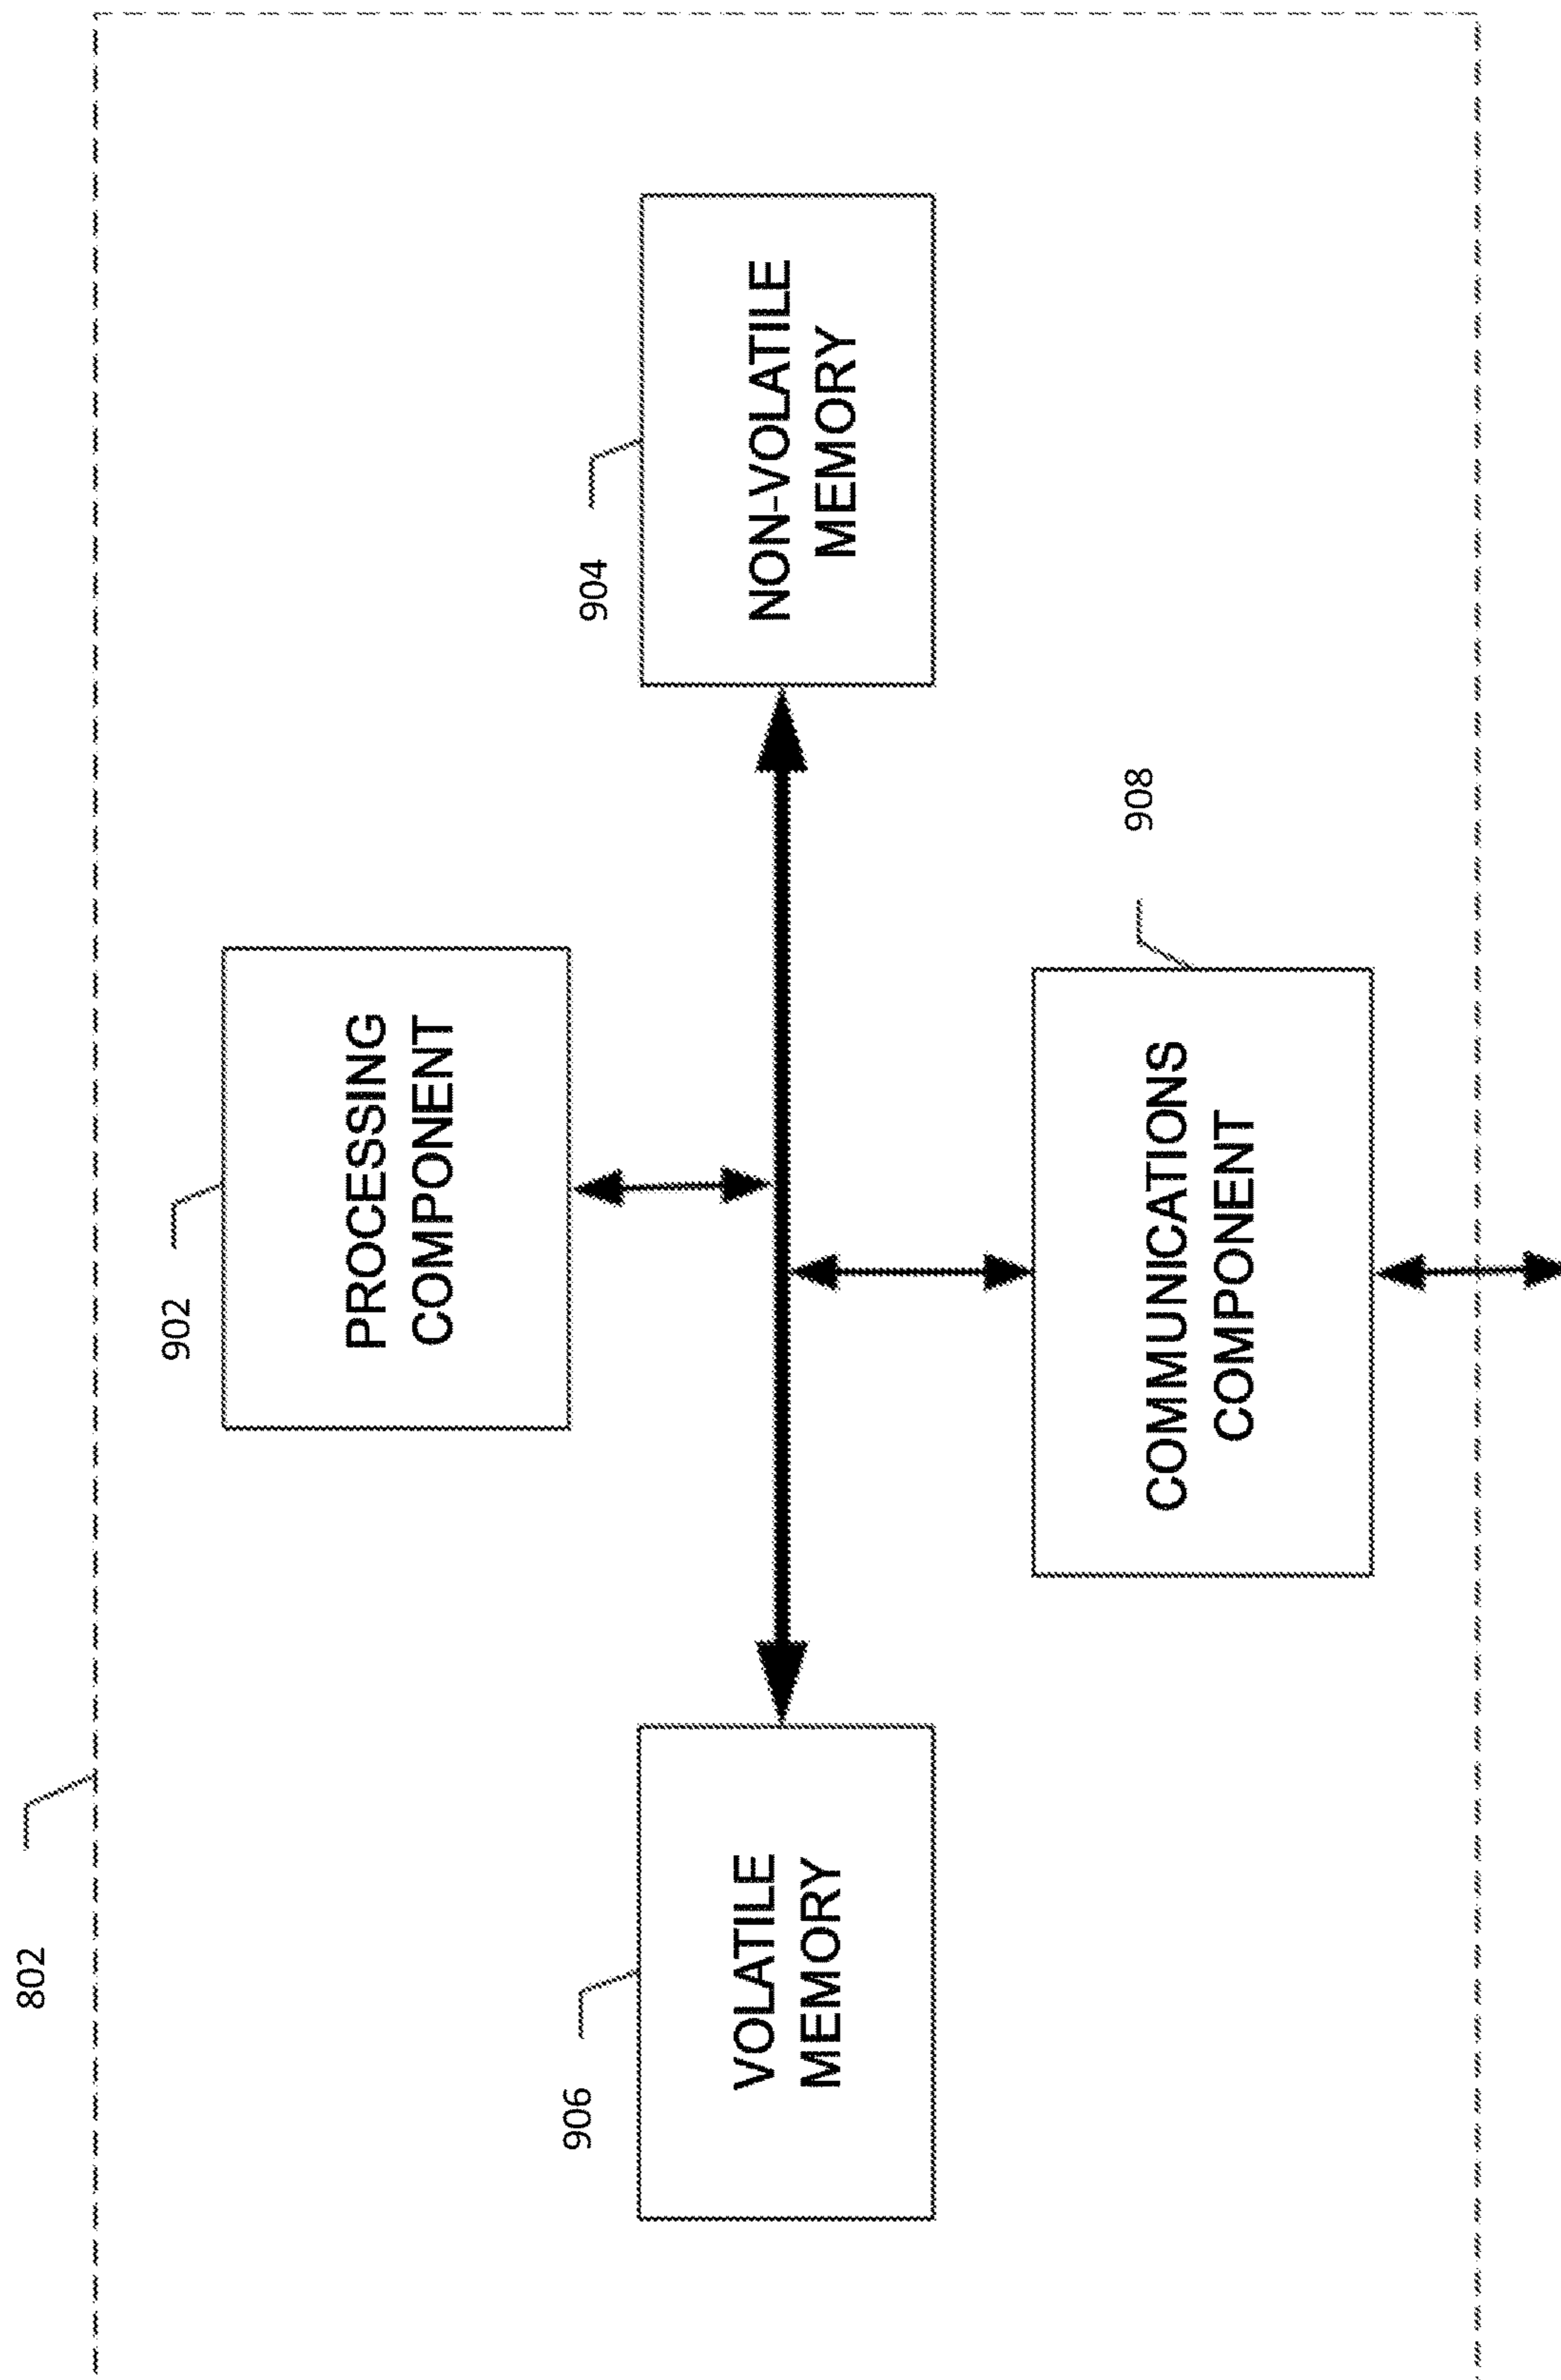 802
902
PROCESSING
COMPONENT
906
VOLATILE
MEMORY
904
NON-VOLATILE
MEMORY
908
COMMUNICATIONS
COMPONENT